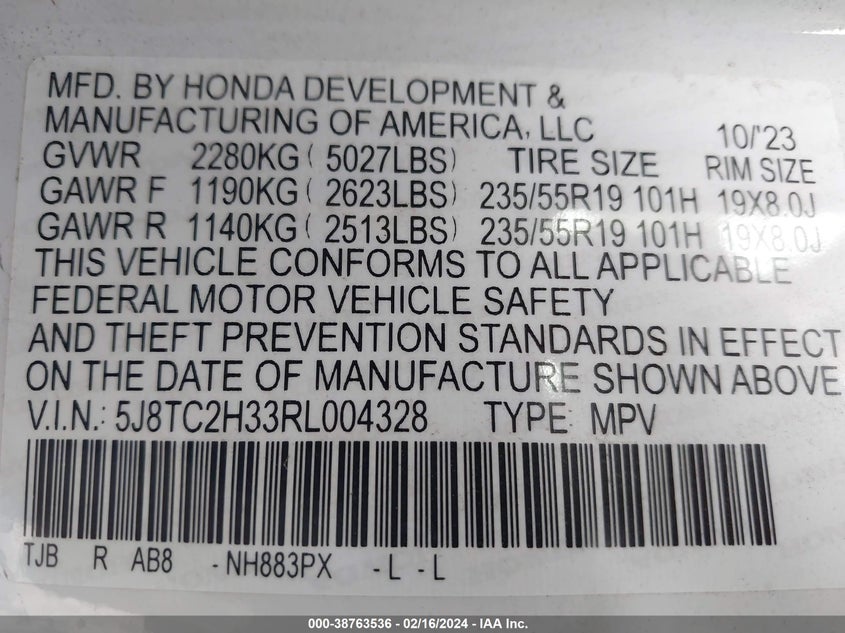 MFD. BY HONDA DEVELOPMENT &
MANUFACTURING OF AMERICA, LLC 10/'23
GVWR 2280KG ( 5027LBS) TIRE SIZE RIM SIZE
GAWR F 1190KG ( 2623LBS) 235/55R19 101H 19X8.0J
GAWR R 1140KG ( 2513LBS) 235/55R19 101H 19X8.0J
THIS VEHICLE CONFORMS TO ALL APPLICABLE
FEDERAL MOTOR VEHICLE SAFETY
AND THEFT PREVENTION STANDARDS IN EFFECT
ON THE DATE OF MANUFACTURE SHOWN ABOVE
V.I.N.: 5J8TC2H33RL004328 TYPE: MPV
TJB R AB8 -NH883PX -L -L
000-38763536 - 02/16/2024 - IAA Inc.